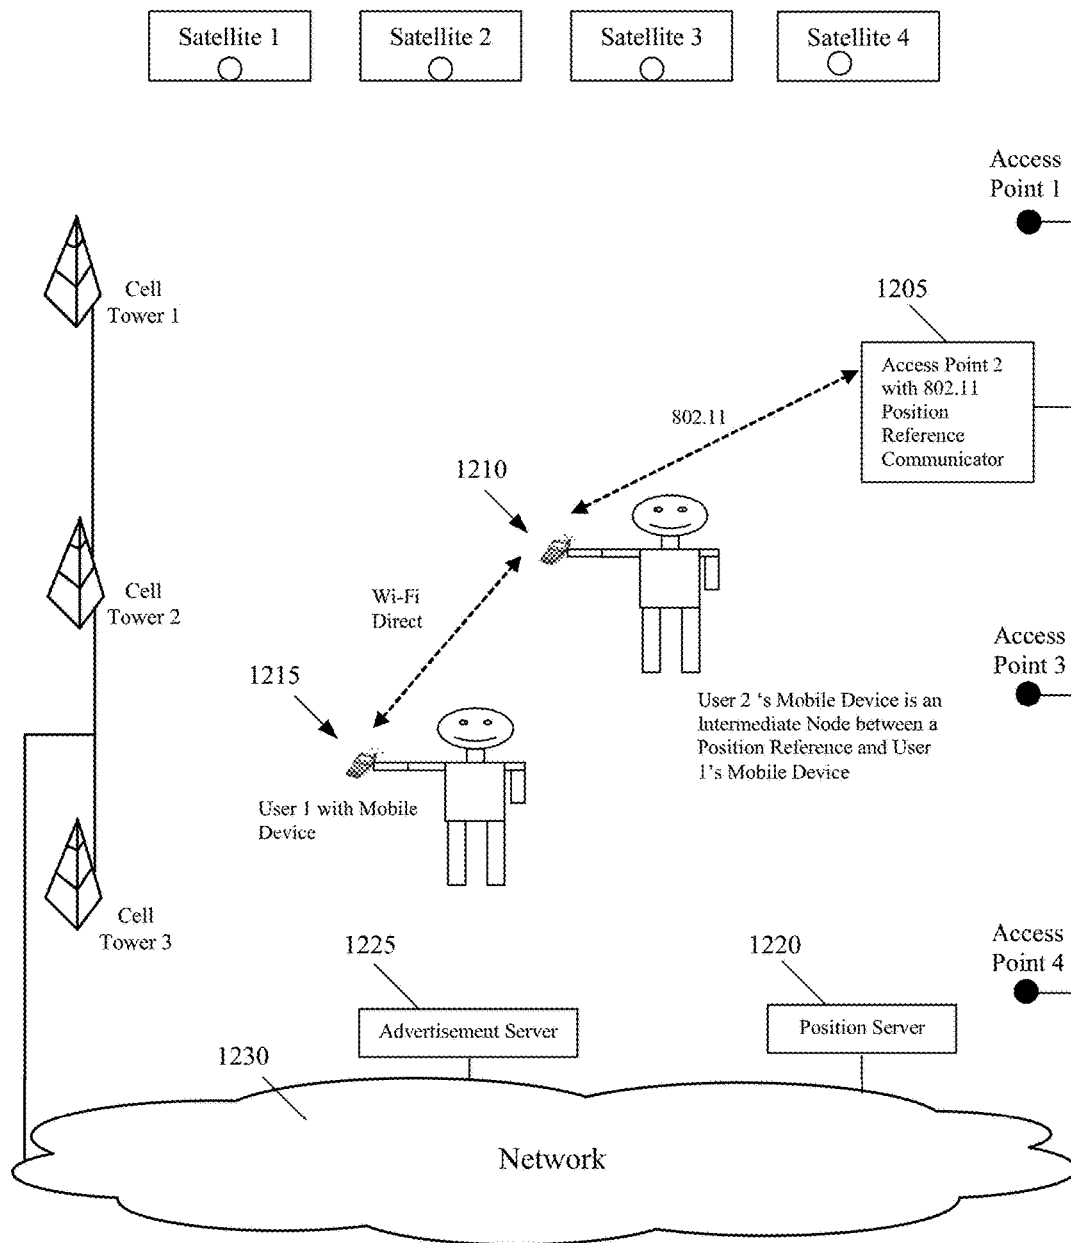 Satellite 1
Satellite 2
Satellite 3
Satellite 4
Access
Point 1
Cell
Tower 1
1205
Access Point 2
with 802.11
Position
Reference
Communicator
802.11
1210
Wi-Fi
Direct
Cell
Tower 2
1215
Access
Point 3
User 2 ‘s Mobile Device is an
Intermediate Node between a
Position Reference and User
1’s Mobile Device
User 1 with Mobile
Device
Cell
Tower 3
1225
1220
Access
Point 4
Advertisement Server
Position Server
1230
Network